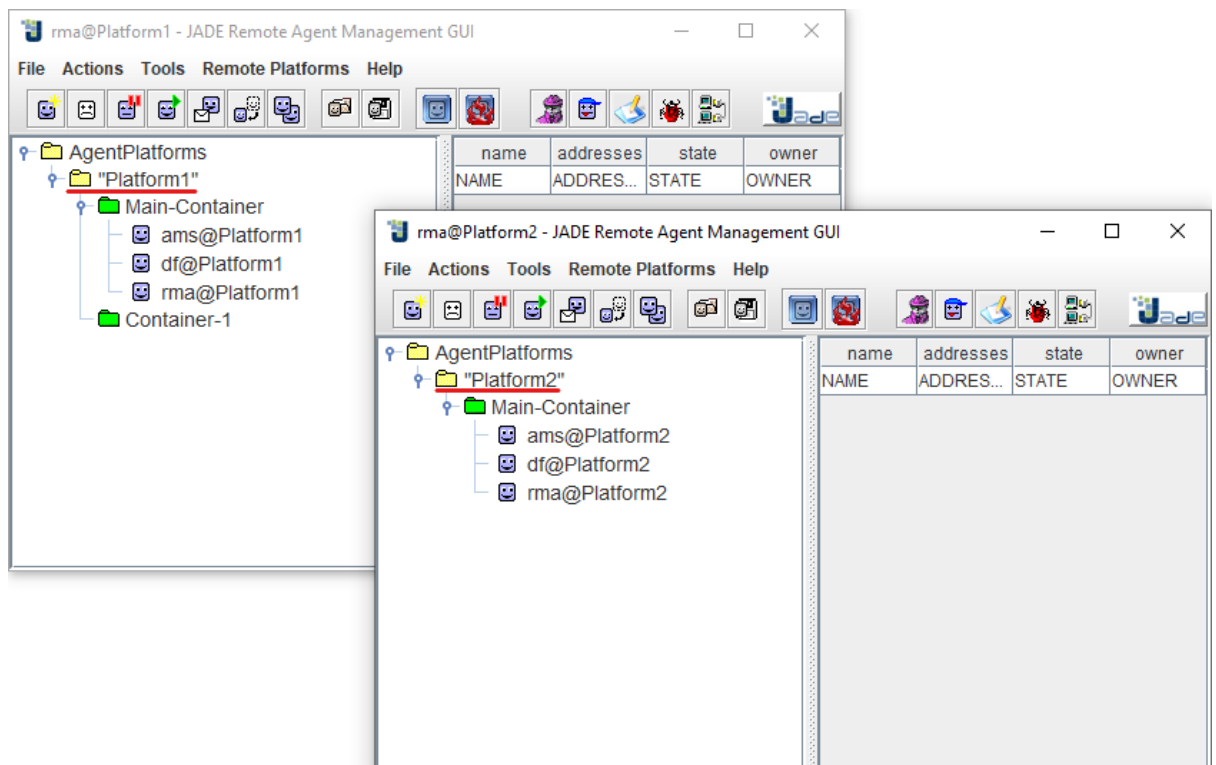 rma@Platform1 - JADE Remote Agent Management GUI
File Actions Tools Remote Platforms Help
Jade
AgentPlatforms
"Platform1"
Main-Container
ams@Platform1
df@Platform1
rma@Platform1
Container-1
name addresses state owner
NAME ADDRES... STATE OWNER
rma@Platform2 - JADE Remote Agent Management GUI
File Actions Tools Remote Platforms Help
Jade
AgentPlatforms
"Platform2"
Main-Container
ams@Platform2
df@Platform2
rma@Platform2
name addresses state owner
NAME ADDRES... STATE OWNER